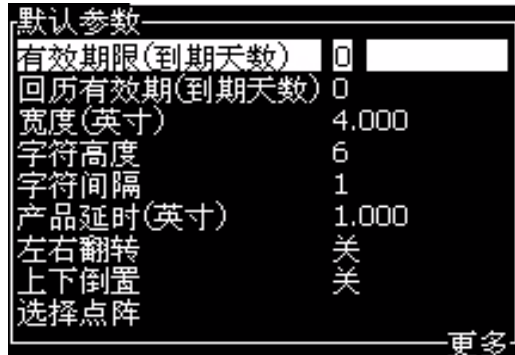 默认参数
有效期限(到期天数) 0
回历有效期(到期天数) 0
宽度(英寸) 4.000
字符高度 6
字符间隔 1
产品延时(英寸) 1.000
左右翻转 关
上下倒置 关
选择点阵
更多